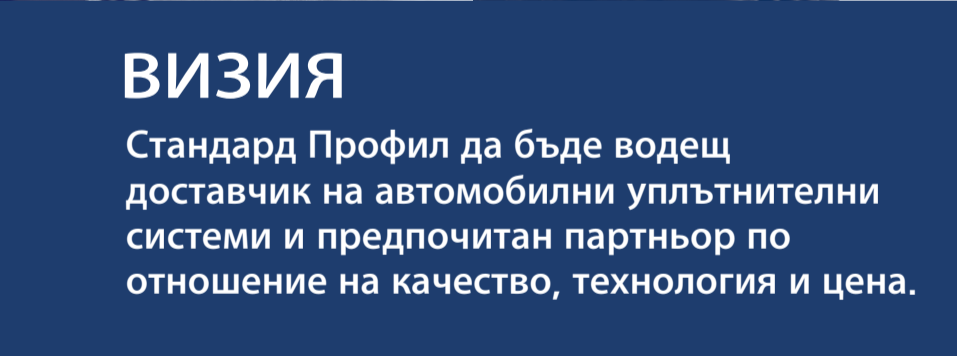 ВИЗИЯ
Стандард Профил да бъде водещ
доставчик на автомобилни уплътнителни
системи и предпочитан партньор по
отношение на качество, технология и цена.